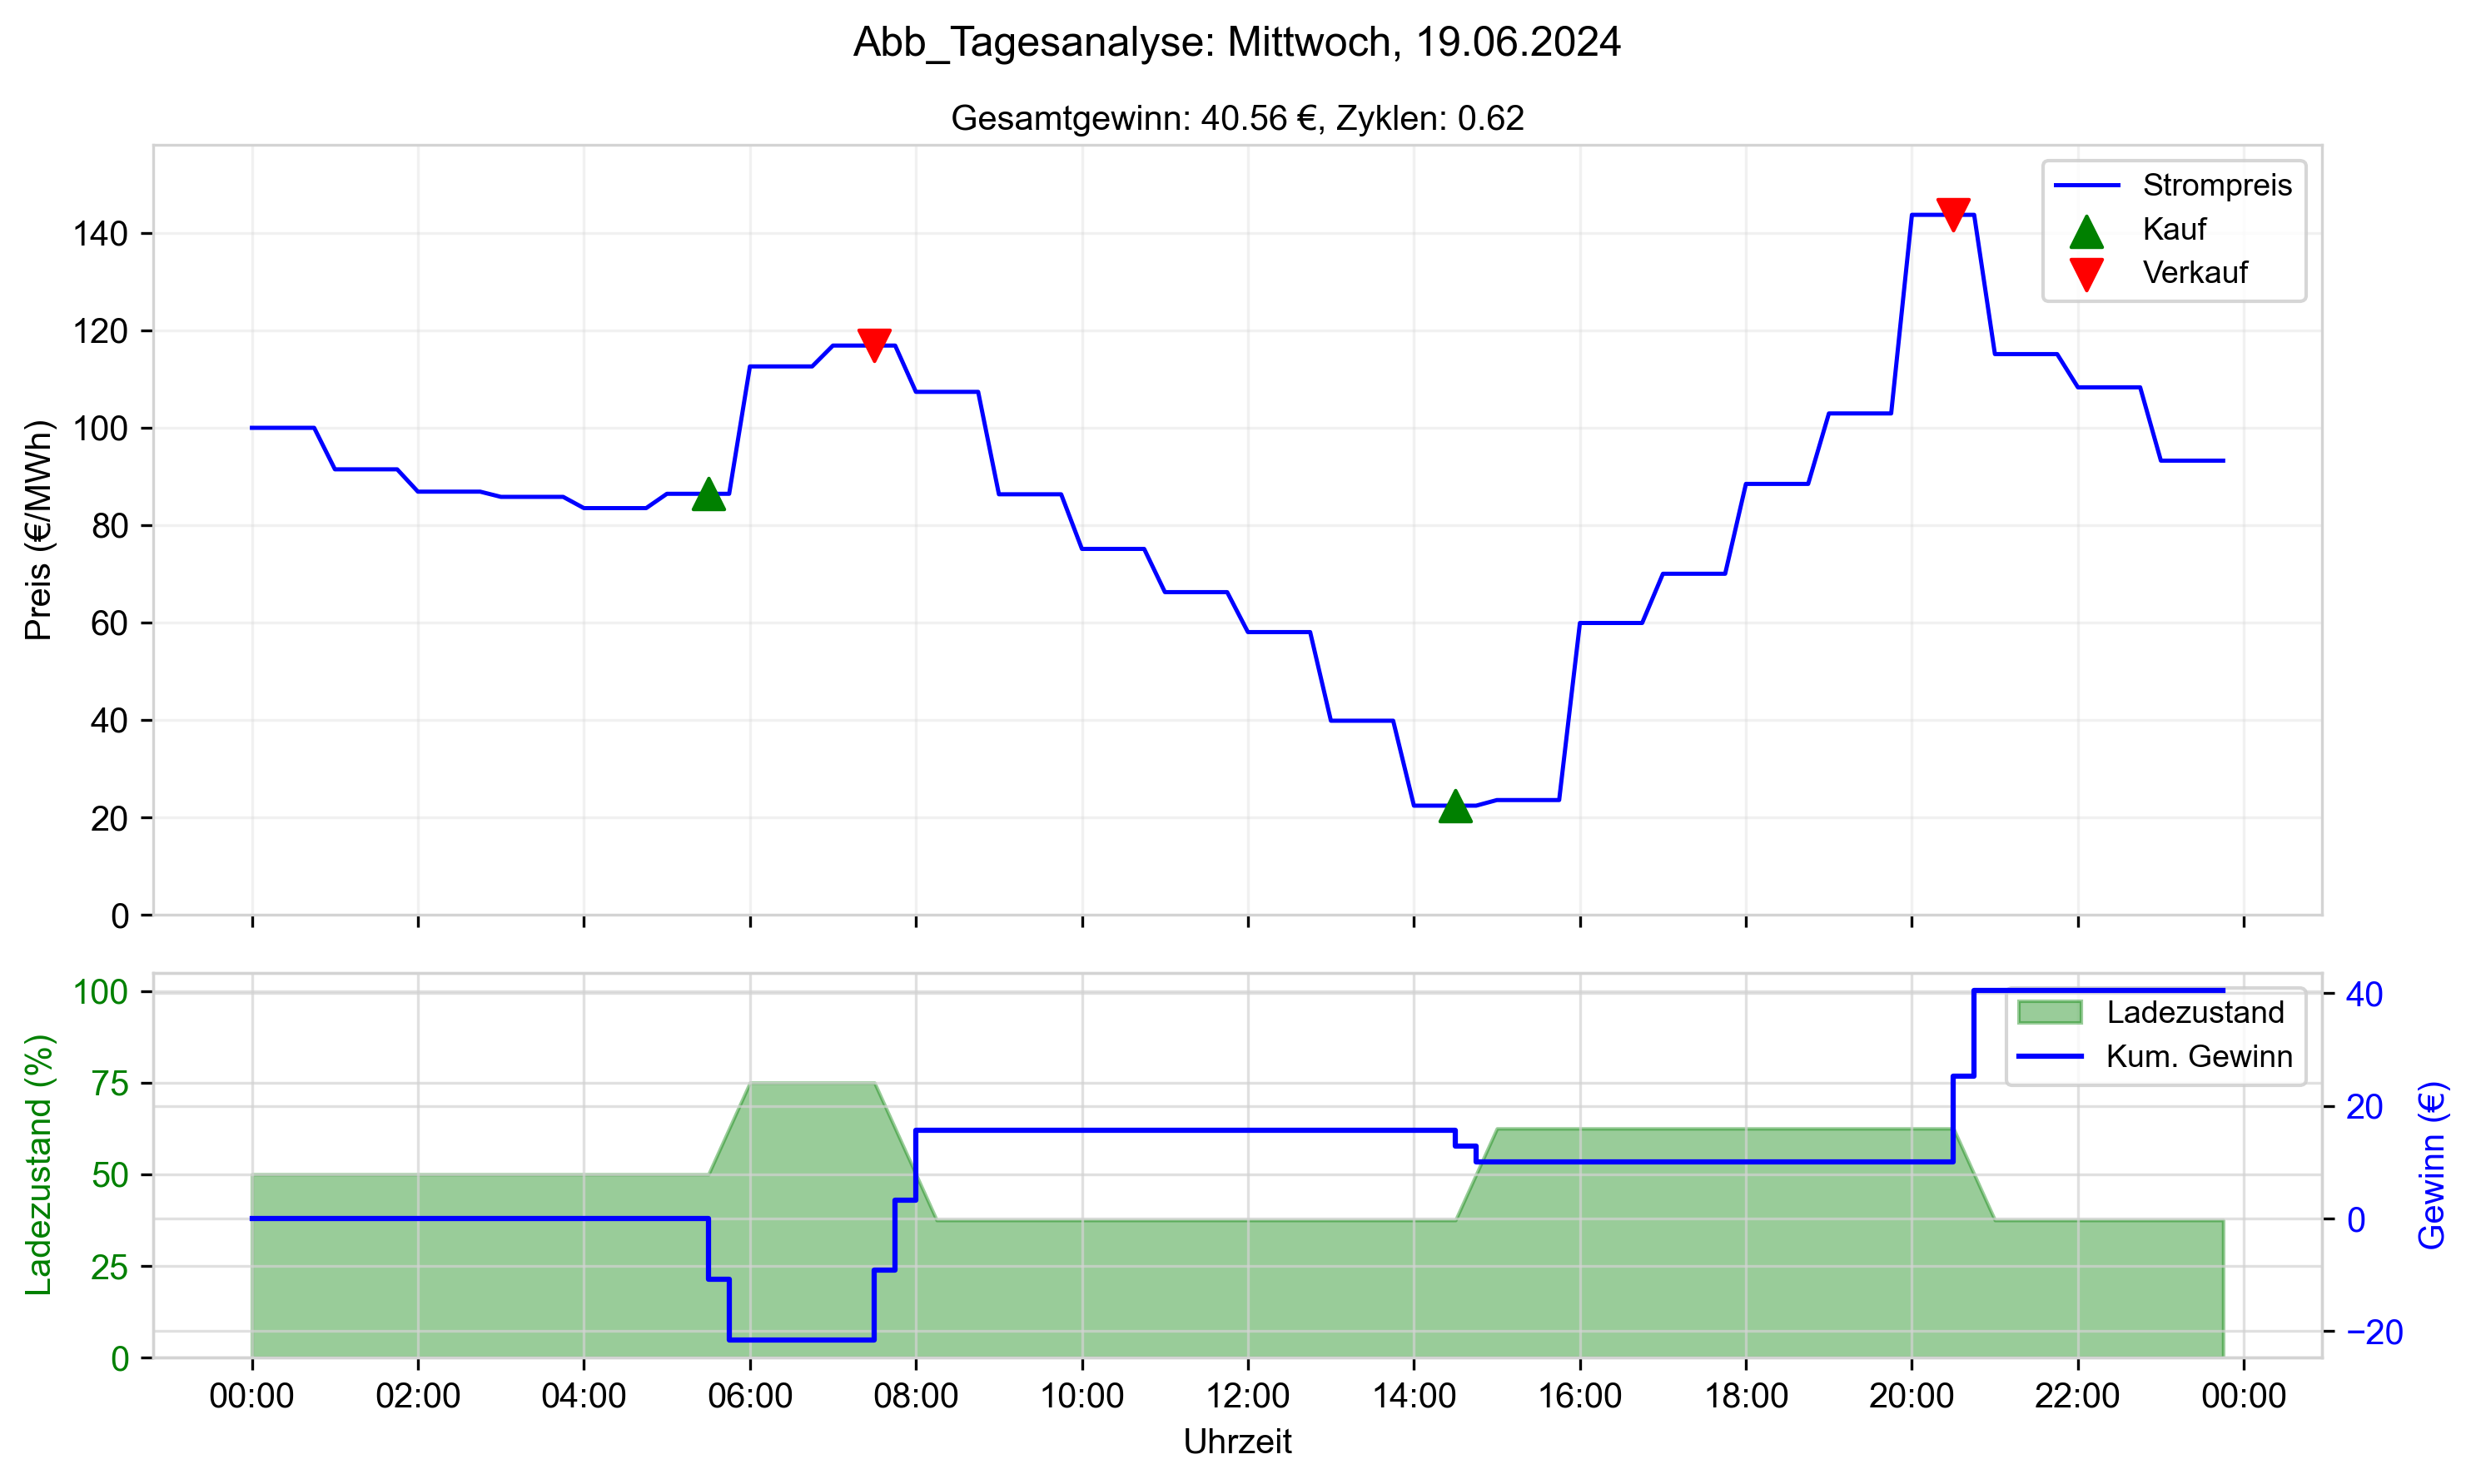 Abb_Tagesanalyse: Mittwoch, 19.06.2024
Gesamtgewinn: 40.56 €, Zyklen: 0.62
Preis (€/MWh)
140
120
100
80
60
40
20
0
Strompreis
Kauf
Verkauf
Ladezustand (%)
100
75
50
25
0
Ladezustand
Kum. Gewinn
40
20
0
−20
Gewinn (€)
00:00 02:00 04:00 06:00 08:00 10:00 12:00 14:00 16:00 18:00 20:00 22:00 00:00
Uhrzeit